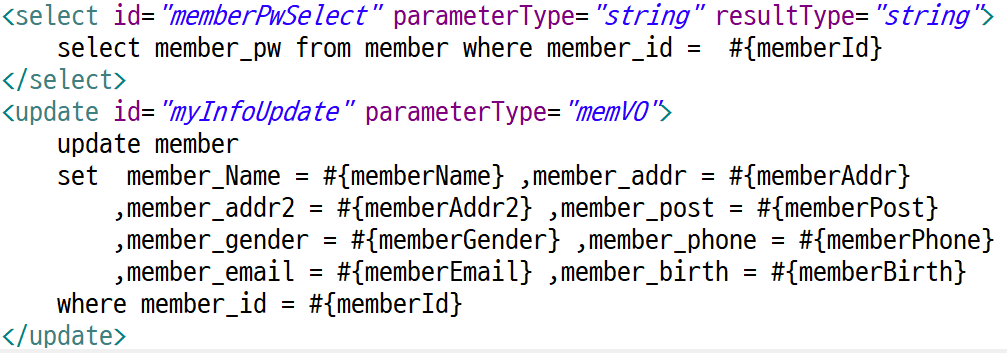 <select id="memberPwSelect" parameterType="string" resultType="string">
    select member_pw from member where member_id =  #{memberId}
</select>
<update id="myInfoUpdate" parameterType="memVO">
    update member
    set  member_Name = #{memberName} ,member_addr = #{memberAddr}
        ,member_addr2 = #{memberAddr2} ,member_post = #{memberPost}
        ,member_gender = #{memberGender} ,member_phone = #{memberPhone}
        ,member_email = #{memberEmail} ,member_birth = #{memberBirth}
    where member_id = #{memberId}
</update>